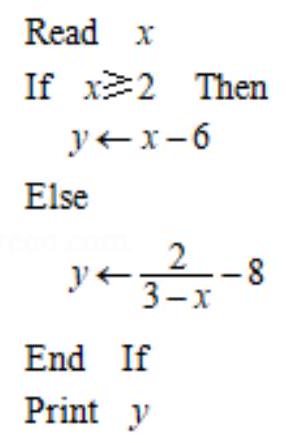 Read x
If x≥2 Then
y←x−6
Else
y←2/(3−x)−8
End If
Print y